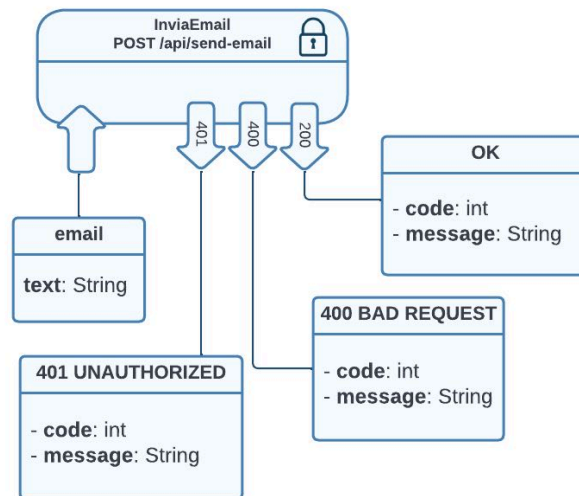 InviaEmail
POST /api/send-email
401
400
200
OK
- code: int
- message: String
email
text: String
400 BAD REQUEST
- code: int
- message: String
401 UNAUTHORIZED
- code: int
- message: String